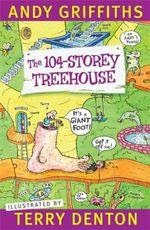 ANDY GRIFFITHS
The 104-STOREY
TREEHOUSE
IT'S A
GIANT
FOOT!
Get it
off me!
ILLUSTRATED BY
TERRY DENTON